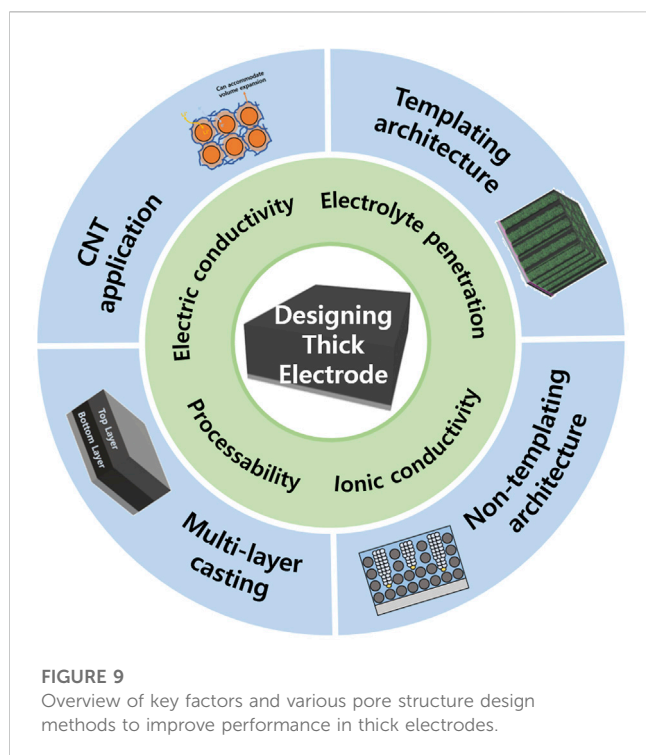 Can accommodate
volume expansion
CNT
application
Templating
architecture
Electric conductivity
Electrolyte penetration
Designing
Thick
Electrode
Processability
Ionic conductivity
Top Layer
Bottom Layer
Multi-layer
casting
Non-templating
architecture
FIGURE 9
Overview of key factors and various pore structure design
methods to improve performance in thick electrodes.